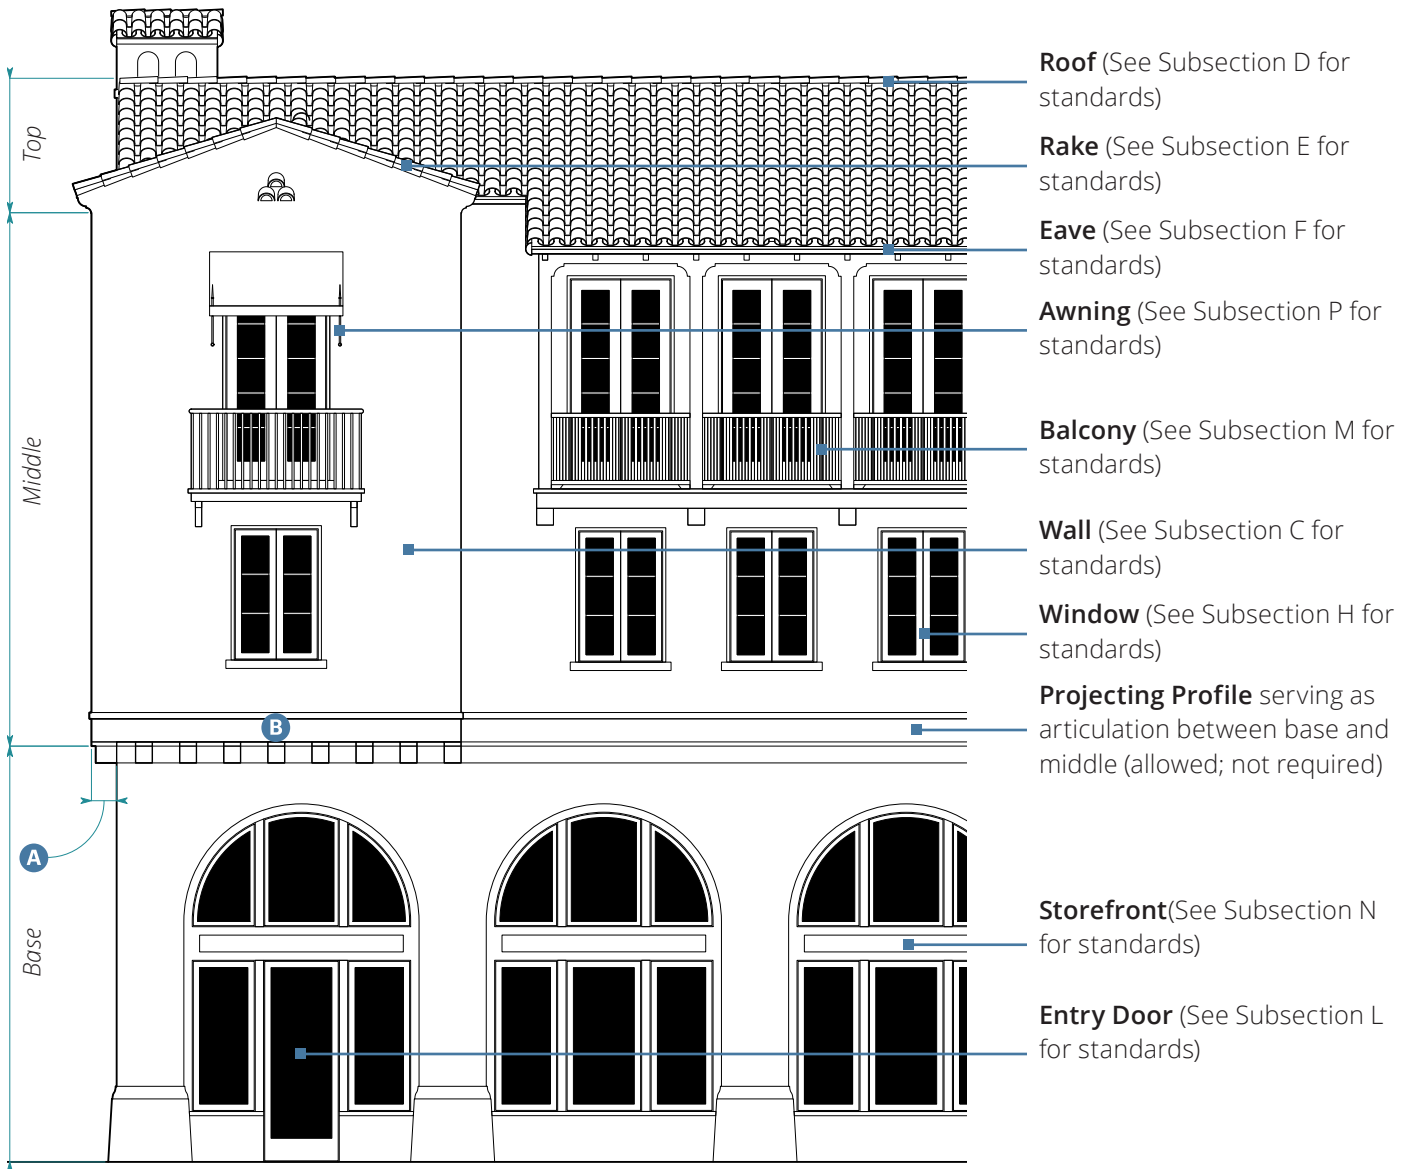 Top
Middle
Base
A
B
Roof (See Subsection D for
standards)
Rake (See Subsection E for
standards)
Eave (See Subsection F for
standards)
Awning (See Subsection P for
standards)
Balcony (See Subsection M for
standards)
Wall (See Subsection C for
standards)
Window (See Subsection H for
standards)
Projecting Profile serving as
articulation between base and
middle (allowed; not required)
Storefront(See Subsection N
for standards)
Entry Door (See Subsection L
for standards)